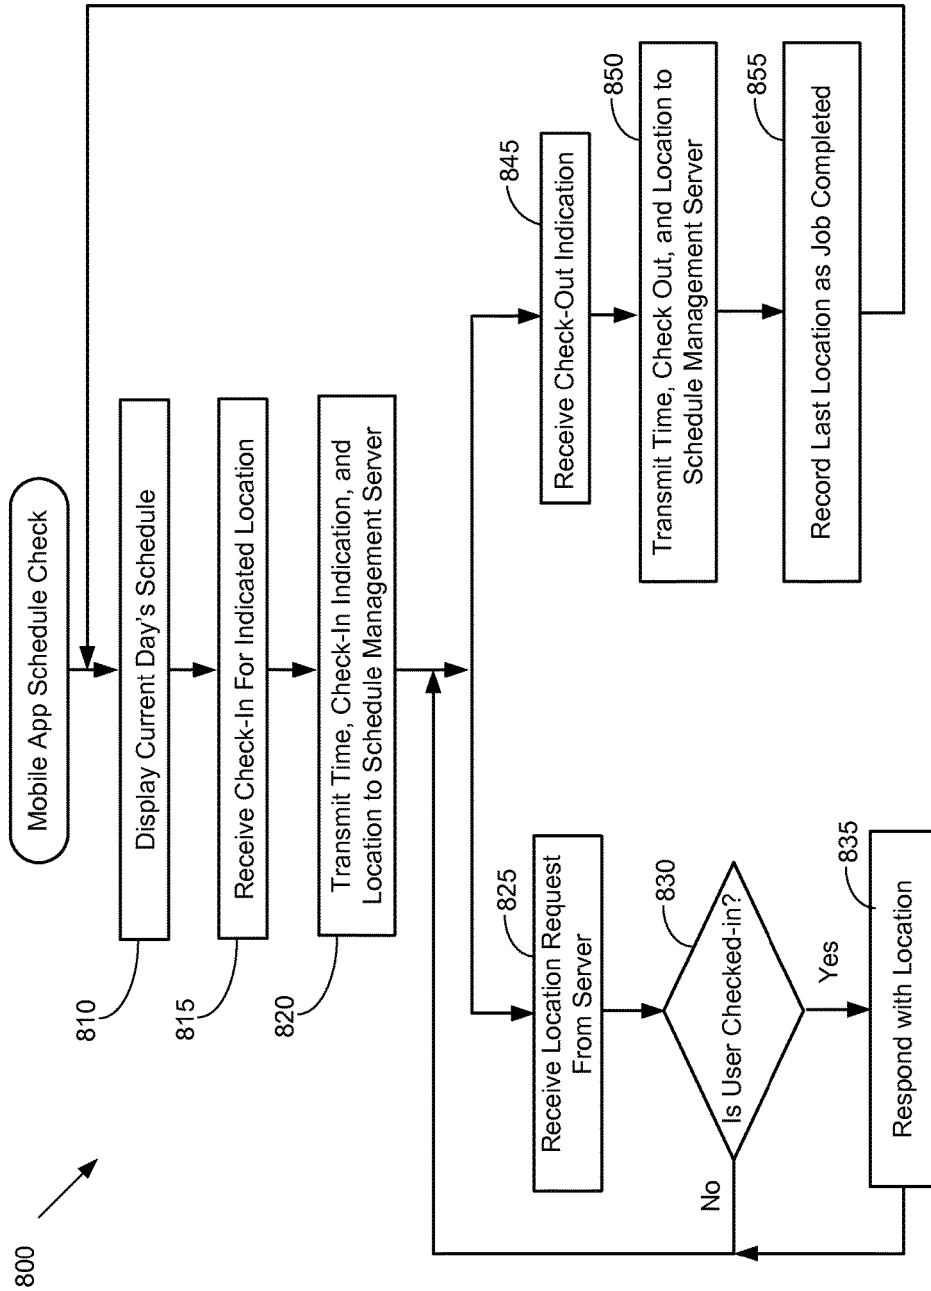 800
Mobile App Schedule Check
810
Display Current Day's Schedule
815
Receive Check-In For Indicated Location
820
Transmit Time, Check-In Indication, and
Location to Schedule Management Server
825
Receive Location Request
From Server
830
Is User Checked-in?
No
Yes
835
Respond with Location
845
Receive Check-Out Indication
850
Transmit Time, Check Out, and Location to
Schedule Management Server
855
Record Last Location as Job Completed